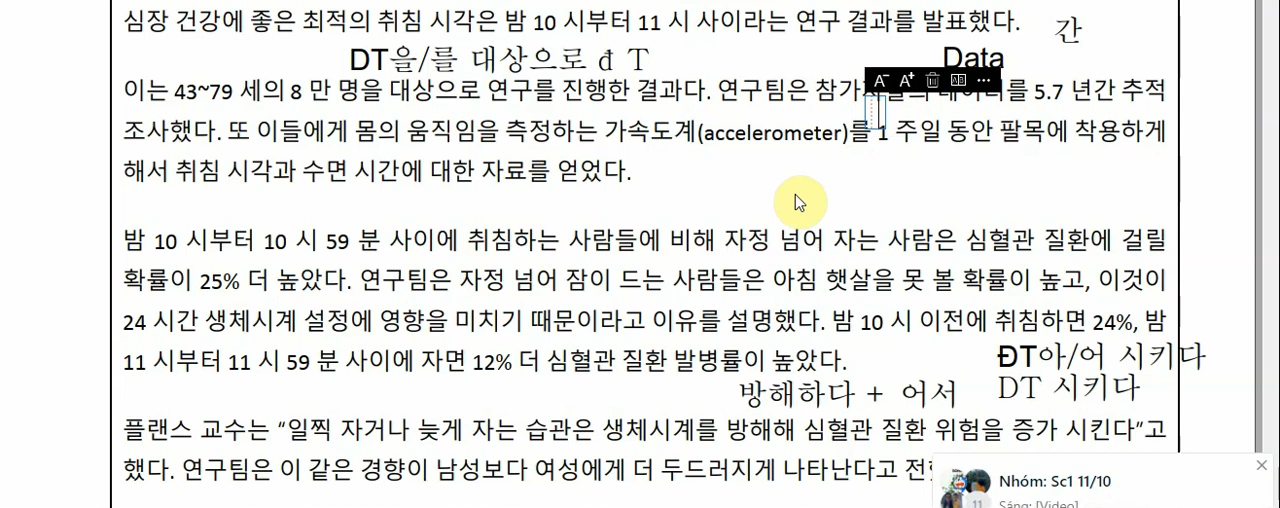 심장 건강에 좋은 최적의 취침 시각은 밤 10 시부터 11 시 사이라는 연구 결과를 발표했다.
간
DT을/를 대상으로 đ T
Data
이는 43~79 세의 8 만 명을 대상으로 연구를 진행한 결과다. 연구팀은 참가 를 5.7 년간 추적
조사했다. 또 이들에게 몸의 움직임을 측정하는 가속도계(accelerometer)를 1 주일 동안 팔목에 착용하게
해서 취침 시각과 수면 시간에 대한 자료를 얻었다.
밤 10 시부터 10 시 59 분 사이에 취침하는 사람들에 비해 자정 넘어 자는 사람은 심혈관 질환에 걸릴
확률이 25% 더 높았다. 연구팀은 자정 넘어 잠이 드는 사람들은 아침 햇살을 못 볼 확률이 높고, 이것이
24 시간 생체시계 설정에 영향을 미치기 때문이라고 이유를 설명했다. 밤 10 시 이전에 취침하면 24%, 밤
11 시부터 11 시 59 분 사이에 자면 12% 더 심혈관 질환 발병률이 높았다.
ĐT아/어 시키다
방해하다 + 어서
DT 시키다
플랜스 교수는 “일찍 자거나 늦게 자는 습관은 생체시계를 방해해 심혈관 질환 위험을 증가 시킨다”고
했다. 연구팀은 이 같은 경향이 남성보다 여성에게 더 두드러지게 나타난다고
Nhóm: Sc1 11/10
Sáng: [Video]